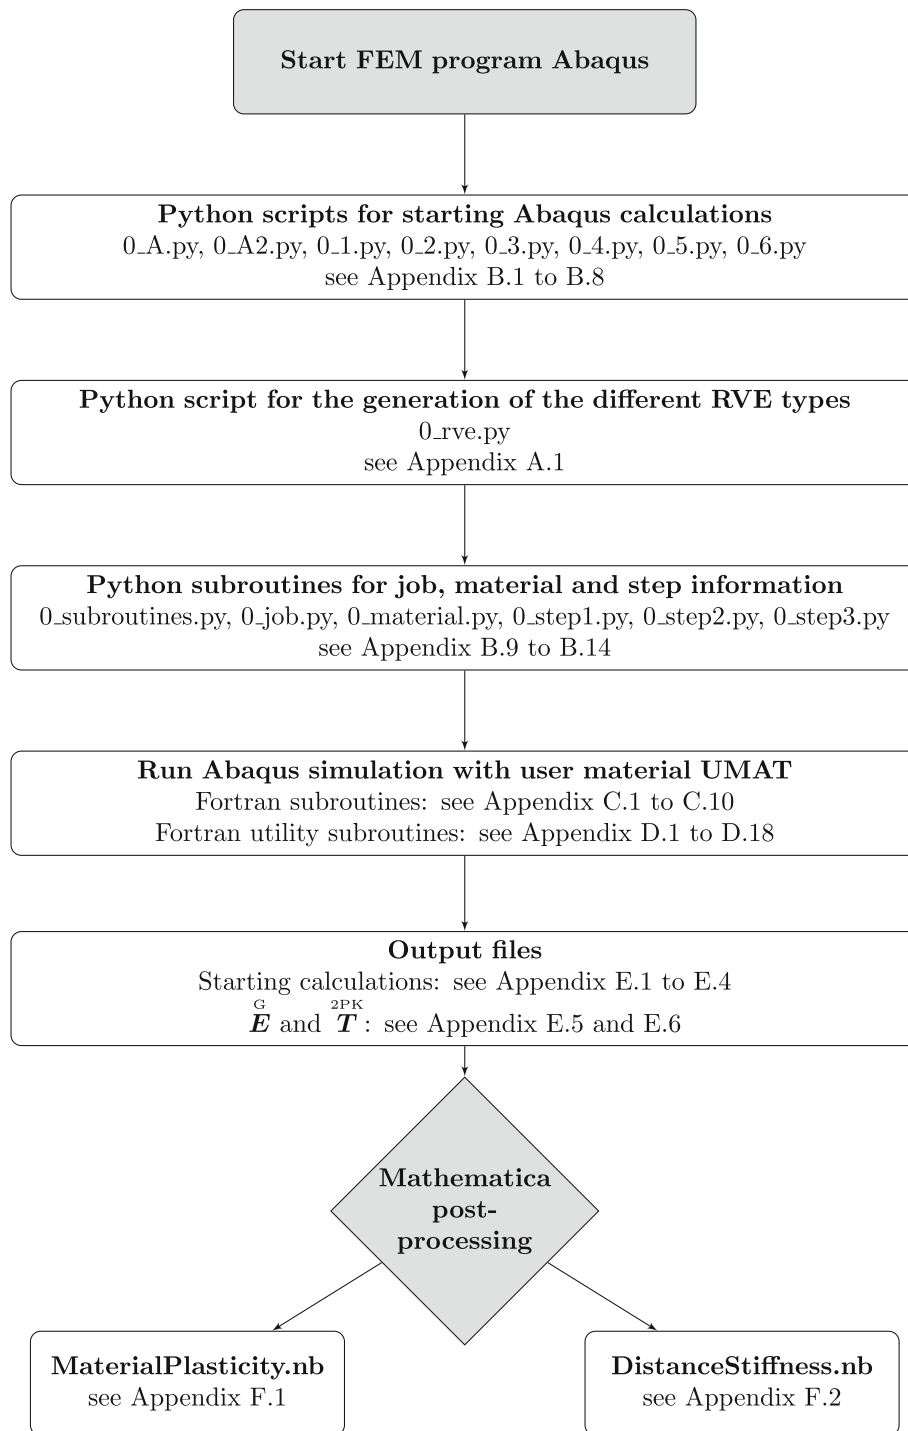 Start FEM program Abaqus
Python scripts for starting Abaqus calculations
0_A.py, 0_A2.py, 0_1.py, 0_2.py, 0_3.py, 0_4.py, 0_5.py, 0_6.py
see Appendix B.1 to B.8
Python script for the generation of the different RVE types
0_rve.py
see Appendix A.1
Python subroutines for job, material and step information
0_subroutines.py, 0_job.py, 0_material.py, 0_step1.py, 0_step2.py, 0_step3.py
see Appendix B.9 to B.14
Run Abaqus simulation with user material UMAT
Fortran subroutines: see Appendix C.1 to C.10
Fortran utility subroutines: see Appendix D.1 to D.18
Output files
Starting calculations: see Appendix E.1 to E.4
G 2PK
E and T: see Appendix E.5 and E.6
Mathematica
post-
processing
MaterialPlasticity.nb
see Appendix F.1
DistanceStiffness.nb
see Appendix F.2